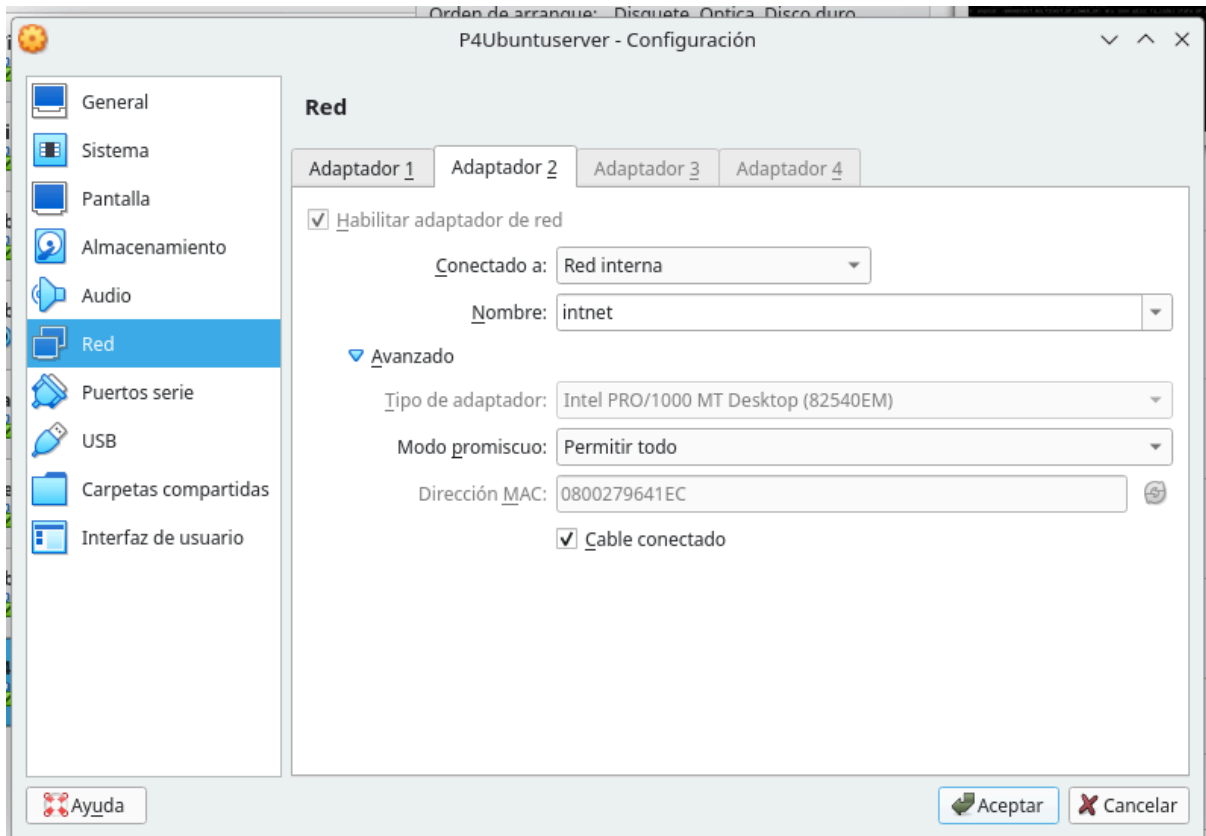 Orden de arranque: Disquete, Óptica, Disco duro
P4Ubuntuserver - Configuración
General
Sistema
Pantalla
Almacenamiento
Audio
Red
Puertos serie
USB
Carpetas compartidas
Interfaz de usuario
Red
Adaptador 1
Adaptador 2
Adaptador 3
Adaptador 4
Habilitar adaptador de red
Conectado a: Red interna
Nombre: intnet
Avanzado
Tipo de adaptador: Intel PRO/1000 MT Desktop (82540EM)
Modo promiscuo: Permitir todo
Dirección MAC: 0800279641EC
Cable conectado
Ayuda
Aceptar
Cancelar